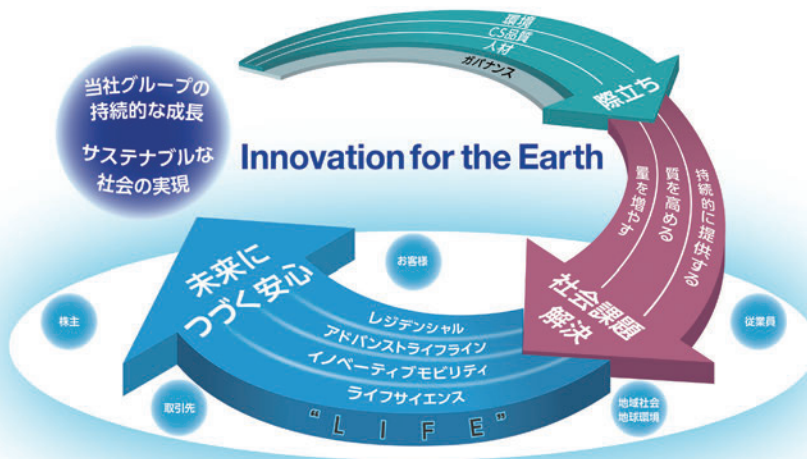 環境
CS品質
人材
ガバナンス
際立ち
当社グループの
持続的な成長
サステナブルな
社会の実現
Innovation for the Earth
持続的に提供する
質を高める
量を増やす
社会課題
解決
未来に
つづく安心
お客様
株主
従業員
取引先
地域社会
地球環境
レジデンシャル
アドバンストライフライン
イノベーティブモビリティ
ライフサイエンス
"LIFE"